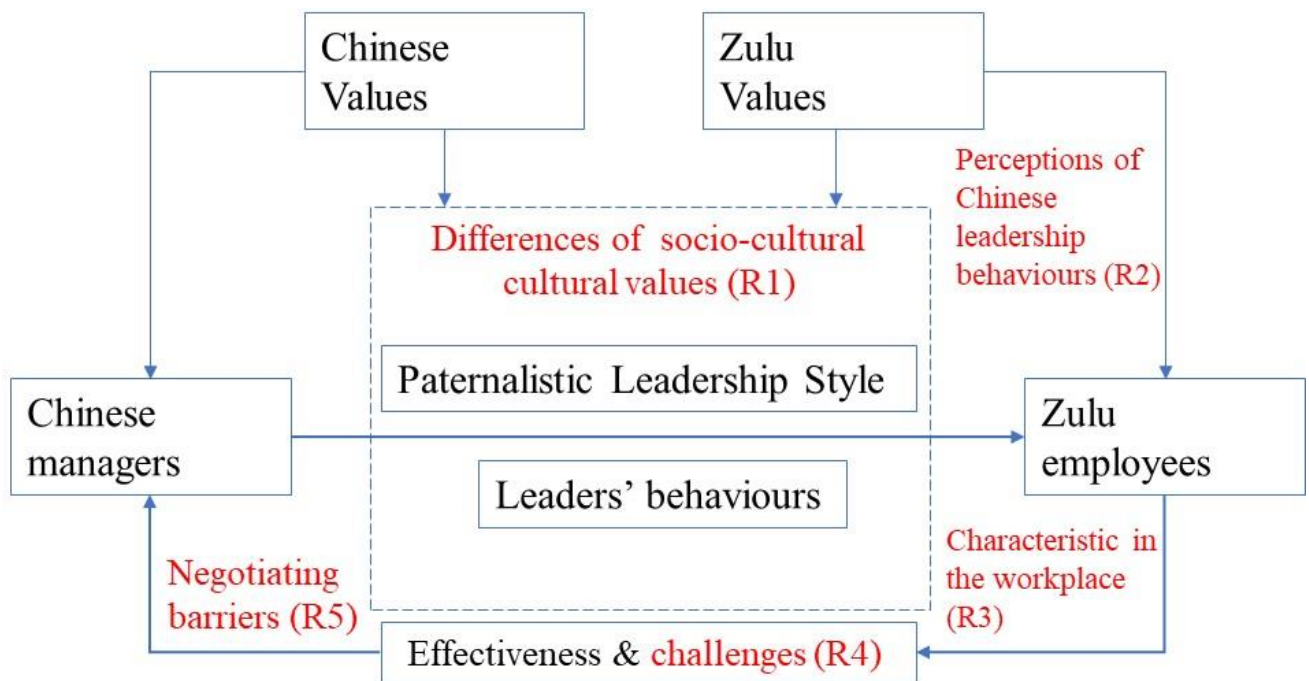 Chinese
Values
Zulu
Values
Perceptions of
Chinese
leadership
behaviours (R2)
Differences of socio-cultural
cultural values (R1)
Paternalistic Leadership Style
Chinese
managers
Zulu
employees
Leaders’ behaviours
Characteristic in
the workplace
(R3)
Negotiating
barriers (R5)
Effectiveness & challenges (R4)